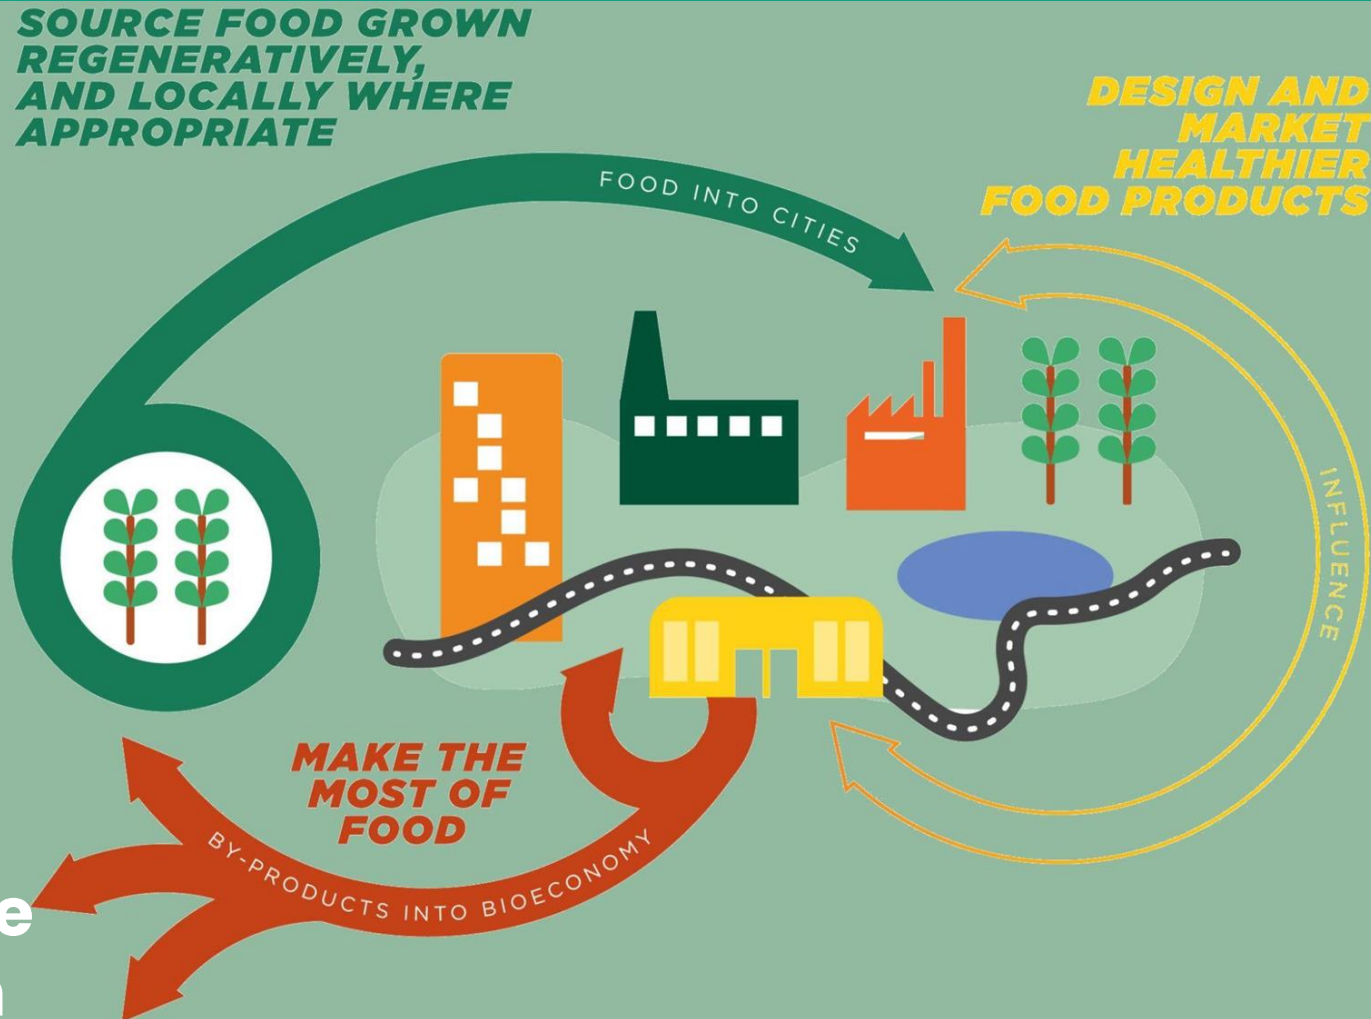 SOURCE FOOD GROWN
REGENERATIVELY,
AND LOCALLY WHERE
APPROPRIATE
DESIGN AND
MARKET
HEALTHIER
FOOD PRODUCTS
FOOD INTO CITIES
INFLUENCE
MAKE THE
MOST OF
FOOD
BY-PRODUCTS INTO BIOECONOMY
e